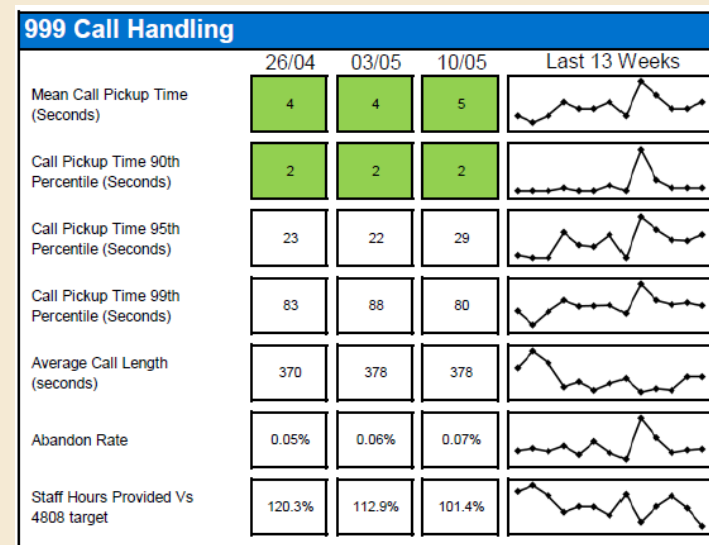 999 Call Handling
26/04 03/05 10/05 Last 13 Weeks
Mean Call Pickup Time
(Seconds)
4 4 5
Call Pickup Time 90th
Percentile (Seconds)
2 2 2
Call Pickup Time 95th
Percentile (Seconds)
23 22 29
Call Pickup Time 99th
Percentile (Seconds)
83 88 80
Average Call Length
(seconds)
370 378 378
Abandon Rate
0.05% 0.06% 0.07%
Staff Hours Provided Vs
4808 target
120.3% 112.9% 101.4%